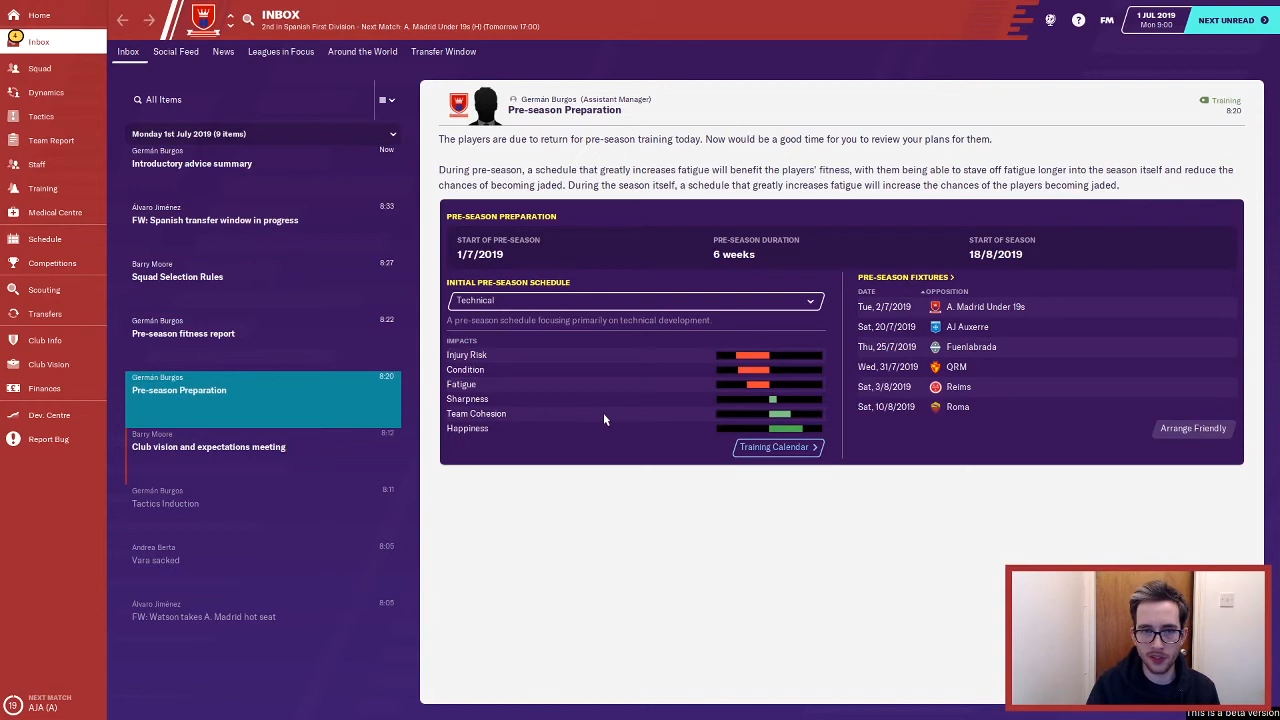 Home
4
Inbox
Squad
Dynamics
Tactics
Team Report
Staff
Training
Medical Centre
Schedule
Competitions
Scouting
Transfers
Club Info
Club Vision
Finances
Dev. Centre
Report Bug
19
NEXT MATCH
AJA (A)
INBOX
2nd in Spanish First Division - Next Match: A. Madrid Under 19s (H) (Tomorrow 17:00)
?
FM
1 JUL 2019
Mon 9:00
NEXT UNREAD
Inbox
Social Feed
News
Leagues in Focus
Around the World
Transfer Window
All Items
Monday 1st July 2019 (9 items)
Germán Burgos
Now
Introductory advice summary
Álvaro Jiménez
8:33
FW: Spanish transfer window in progress
Barry Moore
8:27
Squad Selection Rules
Germán Burgos
8:22
Pre-season fitness report
Germán Burgos
8:20
Pre-season Preparation
Barry Moore
8:12
Club vision and expectations meeting
Germán Burgos
8:11
Tactics Induction
Andrea Berta
8:05
Vara sacked
Álvaro Jiménez
8:05
FW: Watson takes A. Madrid hot seat
Germán Burgos (Assistant Manager)
Pre-season Preparation
Training
8:20
The players are due to return for pre-season training today. Now would be a good time for you to review your plans for them.
During pre-season, a schedule that greatly increases fatigue will benefit the players' fitness, with them being able to stave off fatigue longer into the season itself and reduce the
chances of becoming jaded. During the season itself, a schedule that greatly increases fatigue will increase the chances of the players becoming jaded.
PRE-SEASON PREPARATION
START OF PRE-SEASON
1/7/2019
PRE-SEASON DURATION
6 weeks
START OF SEASON
18/8/2019
INITIAL PRE-SEASON SCHEDULE
Technical
A pre-season schedule focusing primarily on technical development.
IMPACTS
Injury Risk
Condition
Fatigue
Sharpness
Team Cohesion
Happiness
Training Calendar
PRE-SEASON FIXTURES
DATE
OPPOSITION
Tue, 2/7/2019
A. Madrid Under 19s
Sat, 20/7/2019
AJ Auxerre
Thu, 25/7/2019
Fuenlabrada
Wed, 31/7/2019
QRM
Sat, 3/8/2019
Reims
Sat, 10/8/2019
Roma
Arrange Friendly
This is a beta version